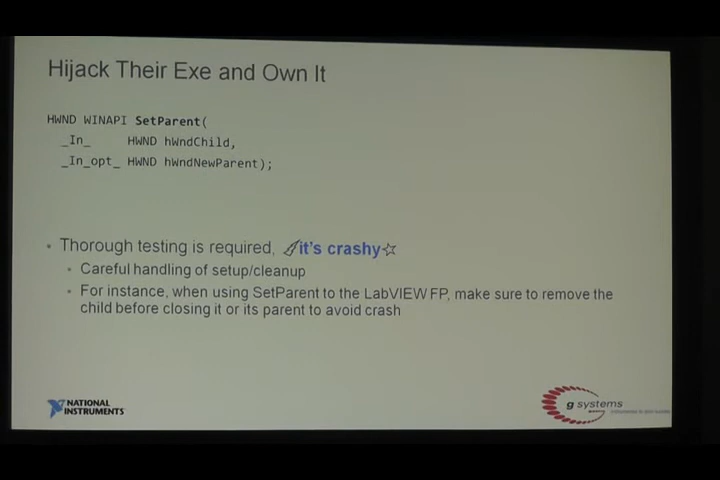 Hijack Their Exe and Own It
HWND WINAPI SetParent(
_In_ HWND hWndChild,
_In_opt_ HWND hWndNewParent);
• Thorough testing is required, it's crashy
• Careful handling of setup/cleanup
• For instance, when using SetParent to the LabVIEW FP, make sure to remove the
child before closing it or its parent to avoid crash
NATIONAL
INSTRUMENTS
g systems